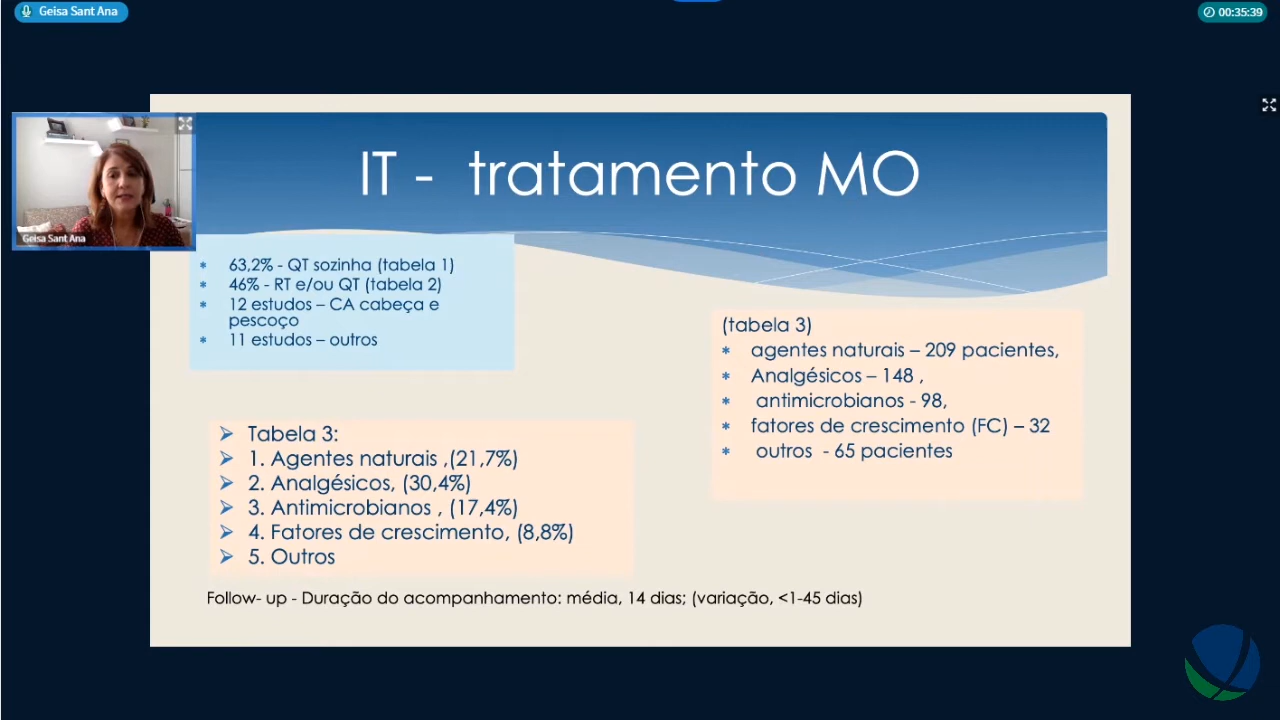 Geisa Sant Ana
00:35:39
IT - tratamento MO
Geisa Sant Ana
* 63,2% - QT sozinha (tabela 1)
* 46% - RT e/ou QT (tabela 2)
* 12 estudos – CA cabeça e
pescoço
* 11 estudos – outros
(tabela 3)
* agentes naturais – 209 pacientes,
* Analgésicos – 148 ,
* antimicrobianos - 98,
* fatores de crescimento (FC) – 32
* outros - 65 pacientes
➢ Tabela 3:
➢ 1. Agentes naturais ,(21,7%)
➢ 2. Analgésicos, (30,4%)
➢ 3. Antimicrobianos , (17,4%)
➢ 4. Fatores de crescimento, (8,8%)
➢ 5. Outros
Follow- up - Duração do acompanhamento: média, 14 dias; (variação, <1-45 dias)